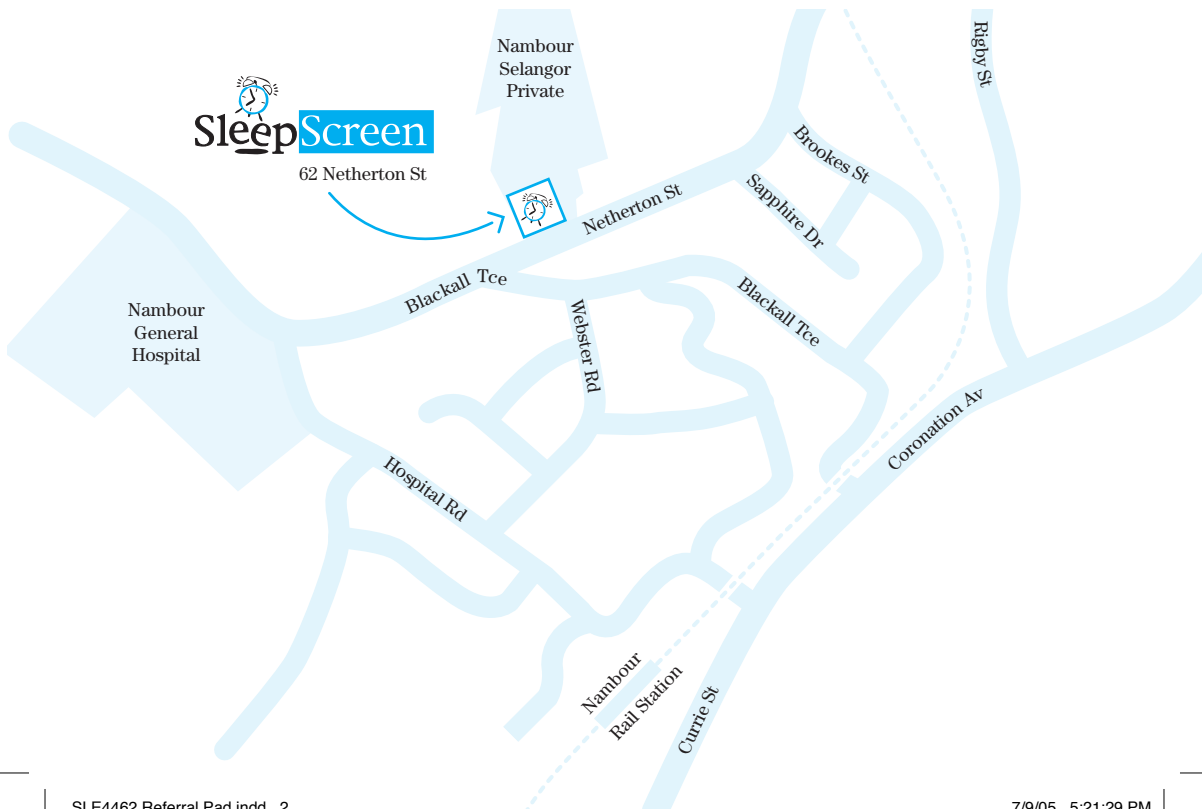 Nambour
Selangor
Private
Rigby St
SleepScreen
62 Netherton St
Brookes St
Sapphire Dr
Netherton St
Blackall Tce
Blackall Tce
Nambour
General
Hospital
Webster Rd
Coronation Av
Hospital Rd
Nambour
Rail Station
Currie St
SLE4462 Referral Pad.indd 2
7/9/05 5:21:29 PM